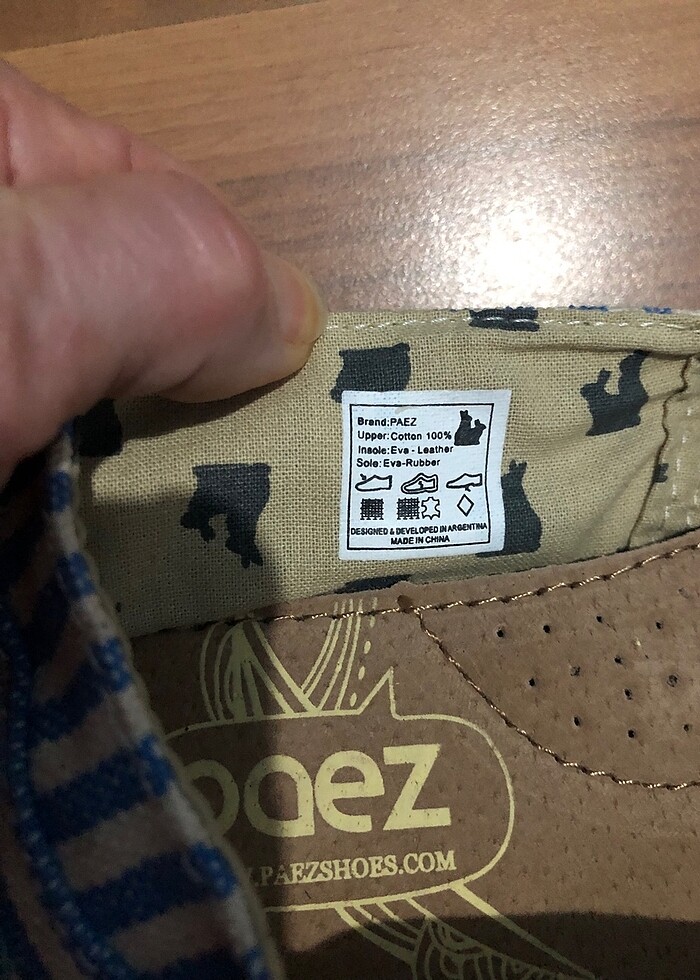 Brand:PAEZ
Upper:Cotton 100%
Insole:Eva - Leather
Sole:Eva-Rubber
DESIGNED & DEVELOPED IN ARGENTINA
MADE IN CHINA
paez
.PAEZSHOES.COM